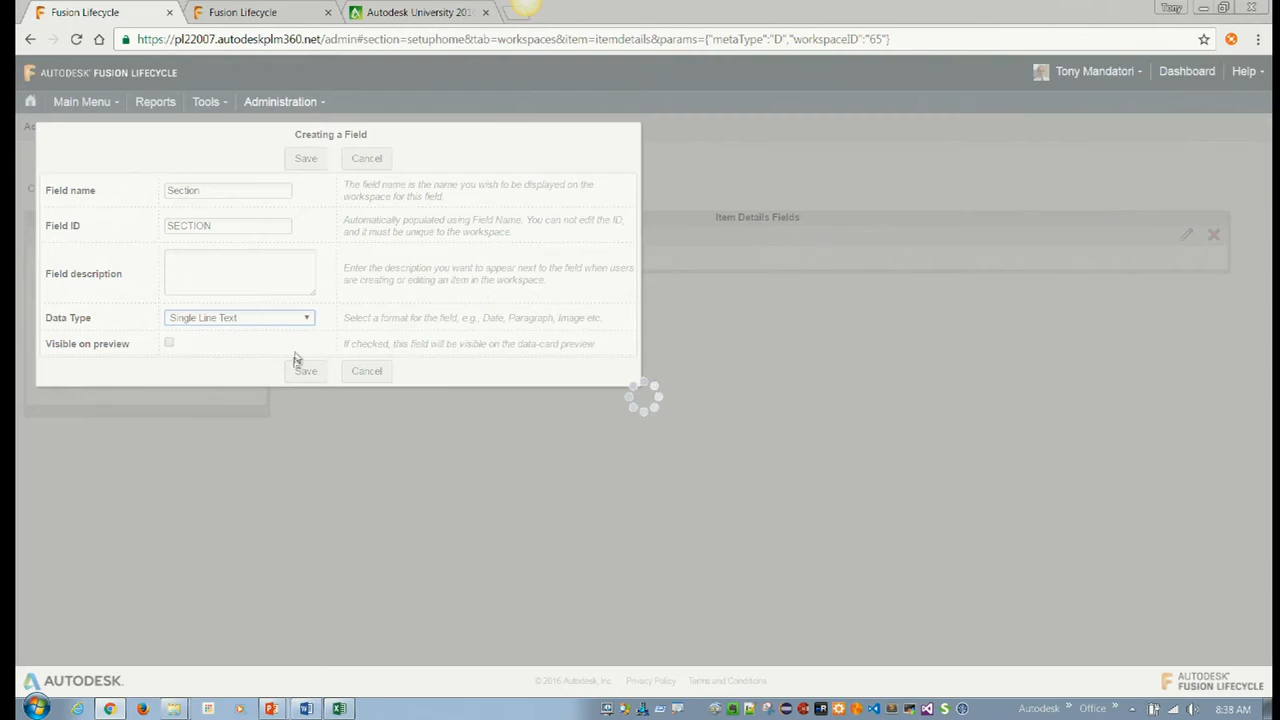 Fusion Lifecycle
Fusion Lifecycle
Autodesk University 201
Tony
https://pl22007.autodeskplm360.net/admin#section=setuphome&tab=workspaces&item=itemdetails&params={"metaType":"D","workspaceID":"65"}
AUTODESK® FUSION LIFECYCLE
Tony Mandatori
Dashboard
Help
Main Menu
Reports
Tools
Administration
Creating a Field
Save
Cancel
Field name
Section
The field name is the name you wish to be displayed on the
workspace for this field.
Item Details Fields
Field ID
SECTION
Automatically populated using Field Name. You can not edit the ID,
and it must be unique to the workspace.
Field description
Enter the description you want to appear next to the field when users
are creating or editing an item in the workspace.
Data Type
Single Line Text
Select a format for the field, e.g., Date, Paragraph, Image etc.
Visible on preview
If checked, this field will be visible on the data-card preview
Save
Cancel
AUTODESK.
© 2016 Autodesk, Inc.
Privacy Policy
Terms and Conditions
AUTODESK®
FUSION LIFECYCLE
Autodesk
Office
8:38 AM